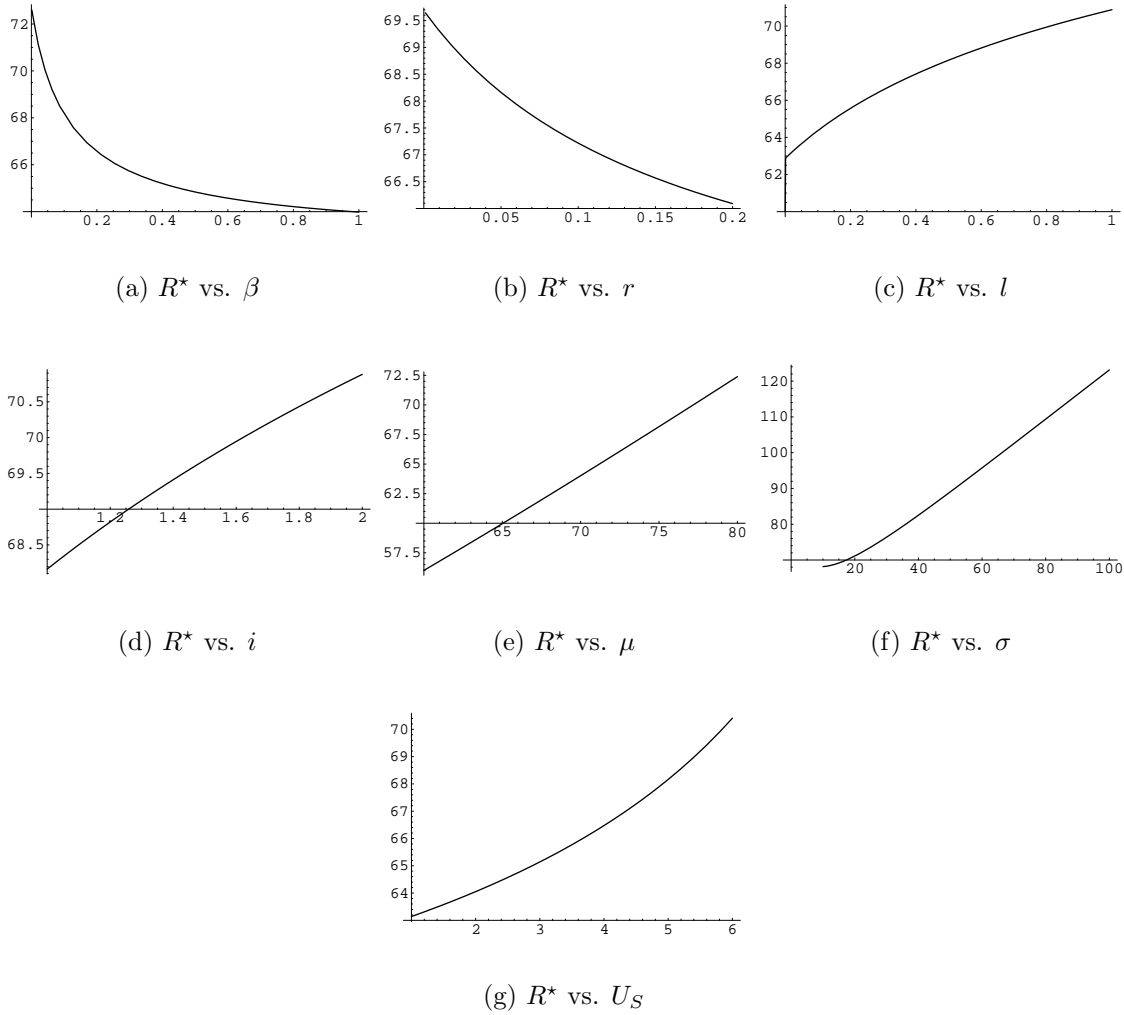 72
70
68
66
0.2 0.4 0.6 0.8 1
(a) R⋆ vs. β
69.5
69
68.5
68
67.5
67
66.5
0.05 0.1 0.15 0.2
(b) R⋆ vs. r
70
68
66
64
62
0.2 0.4 0.6 0.8 1
(c) R⋆ vs. l
70.5
70
69.5
68.5
1.2 1.4 1.6 1.8 2
(d) R⋆ vs. i
72.5
70
67.5
65
62.5
57.5
65 70 75 80
(e) R⋆ vs. μ
120
110
100
90
80
20 40 60 80 100
(f) R⋆ vs. σ
70
69
68
67
66
65
64
2 3 4 5 6
(g) R⋆ vs. U_S